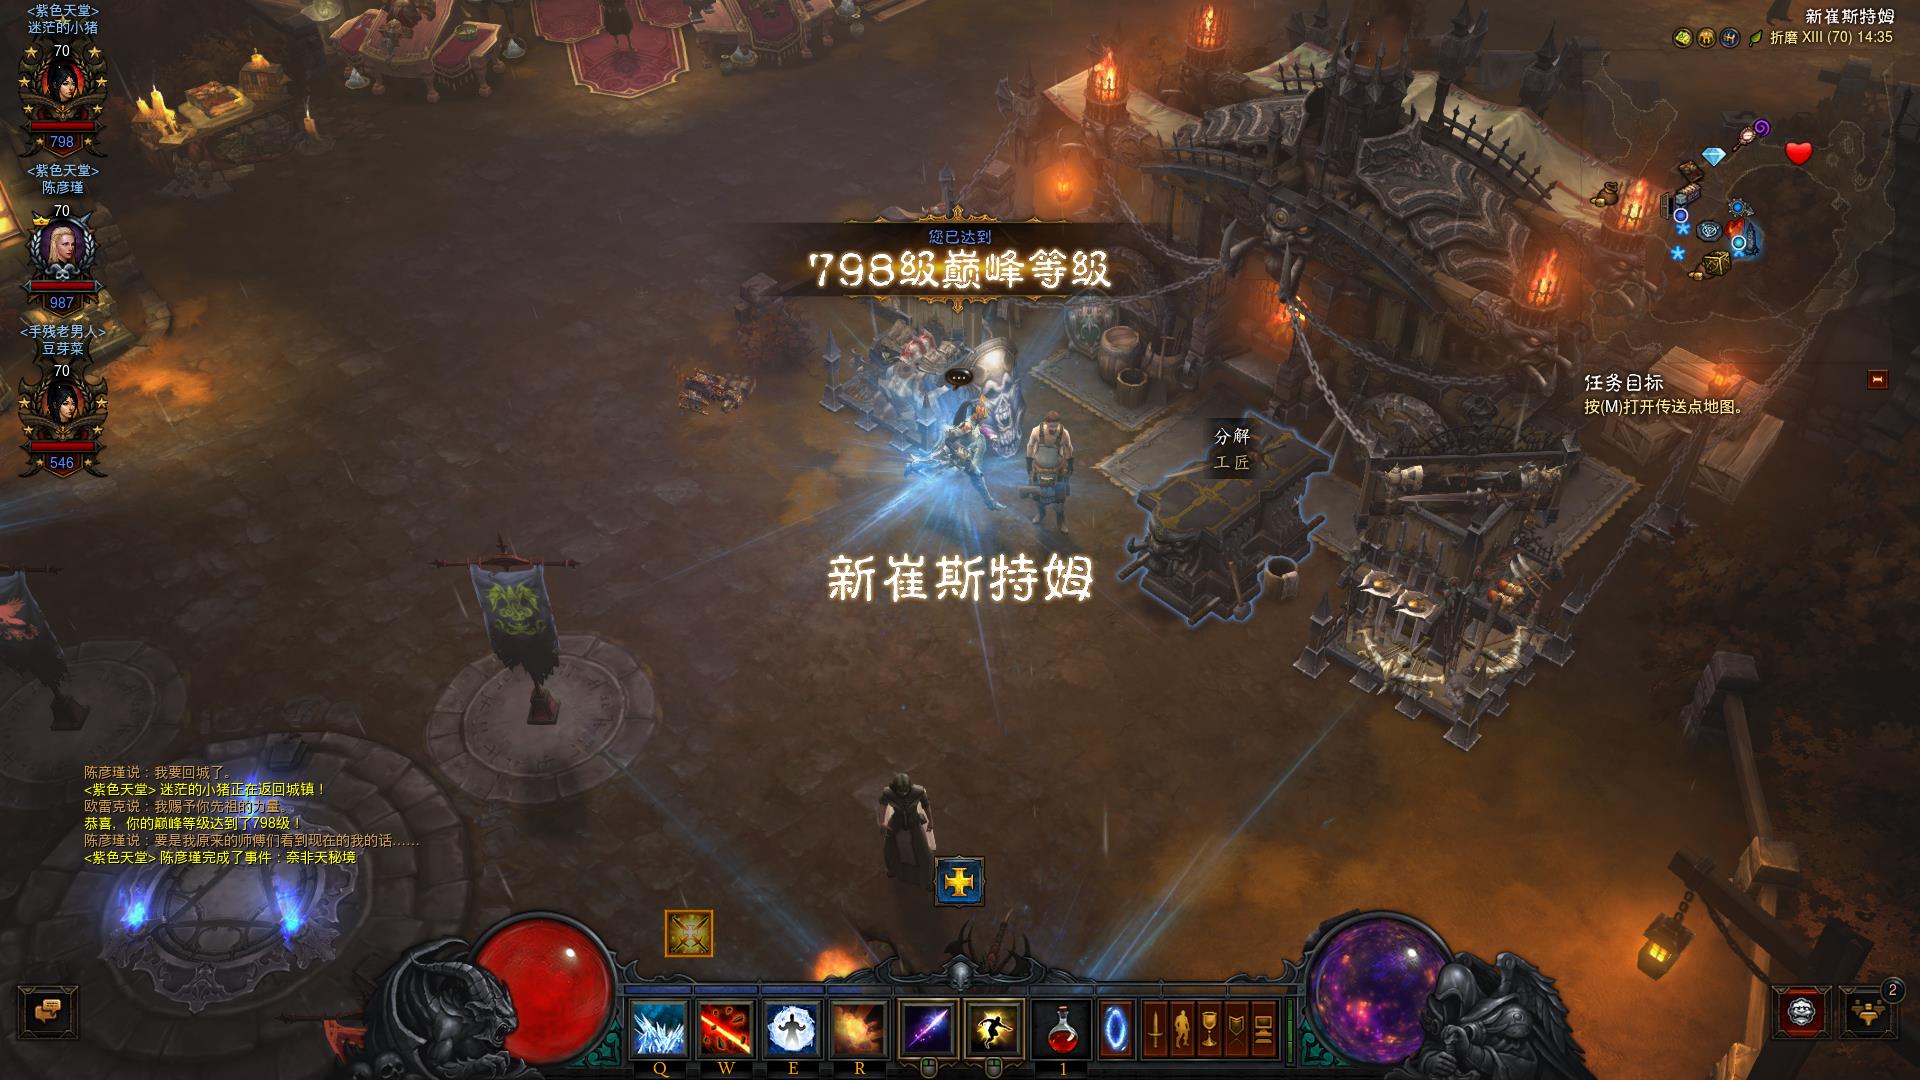 <紫色天堂>
迷茫的小猪
70
798
<紫色天堂>
陈彦瑾
70
987
<手残老男人>
豆芽菜
70
546
新崔斯特姆
折磨 XIII (70) 14:35
您已达到
798级巅峰等级
任务目标
按(M)打开传送点地图。
分解
工匠
新崔斯特姆
陈彦瑾说：我要回城了。
<紫色天堂> 迷茫的小猪正在返回城镇！
欧雷克说：我赐予你先祖的力量。
恭喜，你的巅峰等级达到了798级！
陈彦瑾说：要是我原来的师傅们看到现在的我的话……
<紫色天堂> 陈彦瑾完成了事件：奈非天秘境
Q W E R 1
2